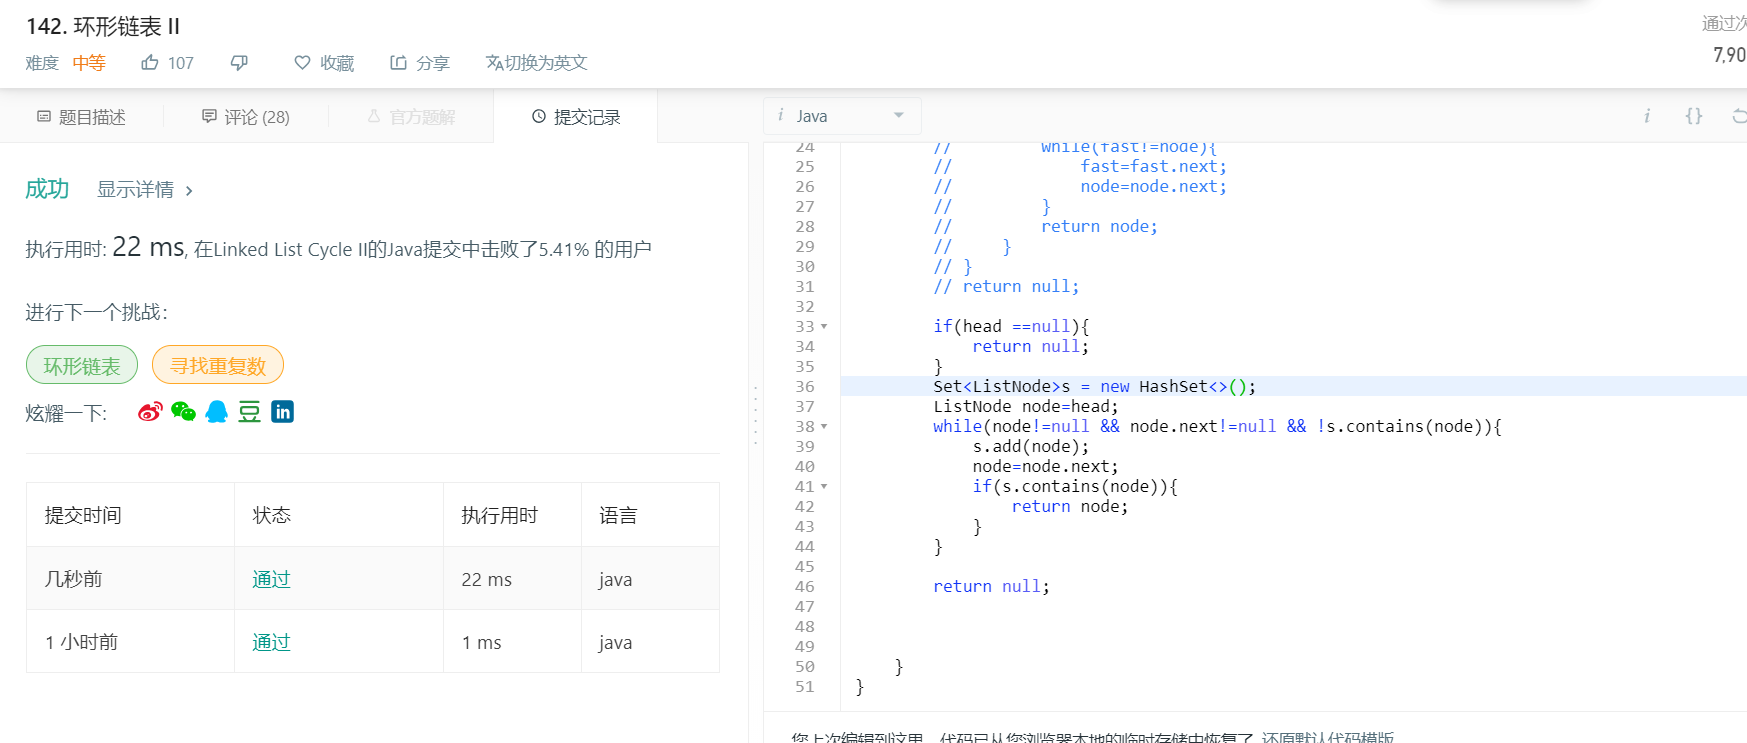 142. 环形链表 II
难度 中等 107 收藏 分享 切换为英文
通过次
7,90
题目描述 评论 (28) 官方题解 提交记录
成功 显示详情 ›
执行用时: 22 ms, 在Linked List Cycle II的Java提交中击败了5.41% 的用户
进行下一个挑战：
环形链表 寻找重复数
炫耀一下:
豆 in
提交时间 状态 执行用时 语言
几秒前 通过 22 ms java
1 小时前 通过 1 ms java
i Java i {}
24 // while(fast!=node){
25 // fast=fast.next;
26 // node=node.next;
27 // }
28 // return node;
29 // }
30 // }
31 // return null;
32
33 if(head ==null){
34 return null;
35 }
36 Set<ListNode>s = new HashSet<>();
37 ListNode node=head;
38 while(node!=null && node.next!=null && !s.contains(node)){
39 s.add(node);
40 node=node.next;
41 if(s.contains(node)){
42 return node;
43 }
44 }
45
46 return null;
47
48
49
50 }
51 }
您上次编辑到这里，代码已从您浏览器本地的临时存储中恢复了 还原默认代码模版